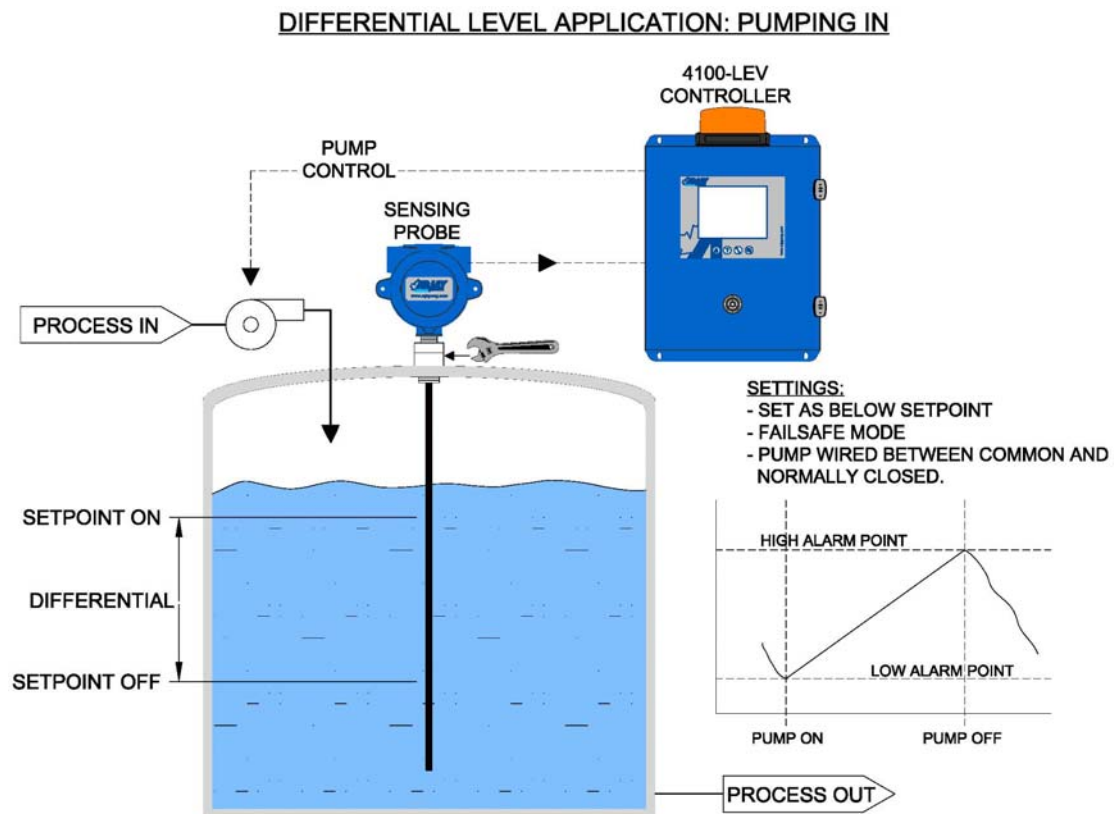 DIFFERENTIAL LEVEL APPLICATION: PUMPING IN
4100-LEV
CONTROLLER
PUMP
CONTROL
SENSING
PROBE
PROCESS IN
SETTINGS:
- SET AS BELOW SETPOINT
- FAILSAFE MODE
- PUMP WIRED BETWEEN COMMON AND
NORMALLY CLOSED.
SETPOINT ON
HIGH ALARM POINT
DIFFERENTIAL
SETPOINT OFF
LOW ALARM POINT
PUMP ON
PUMP OFF
PROCESS OUT